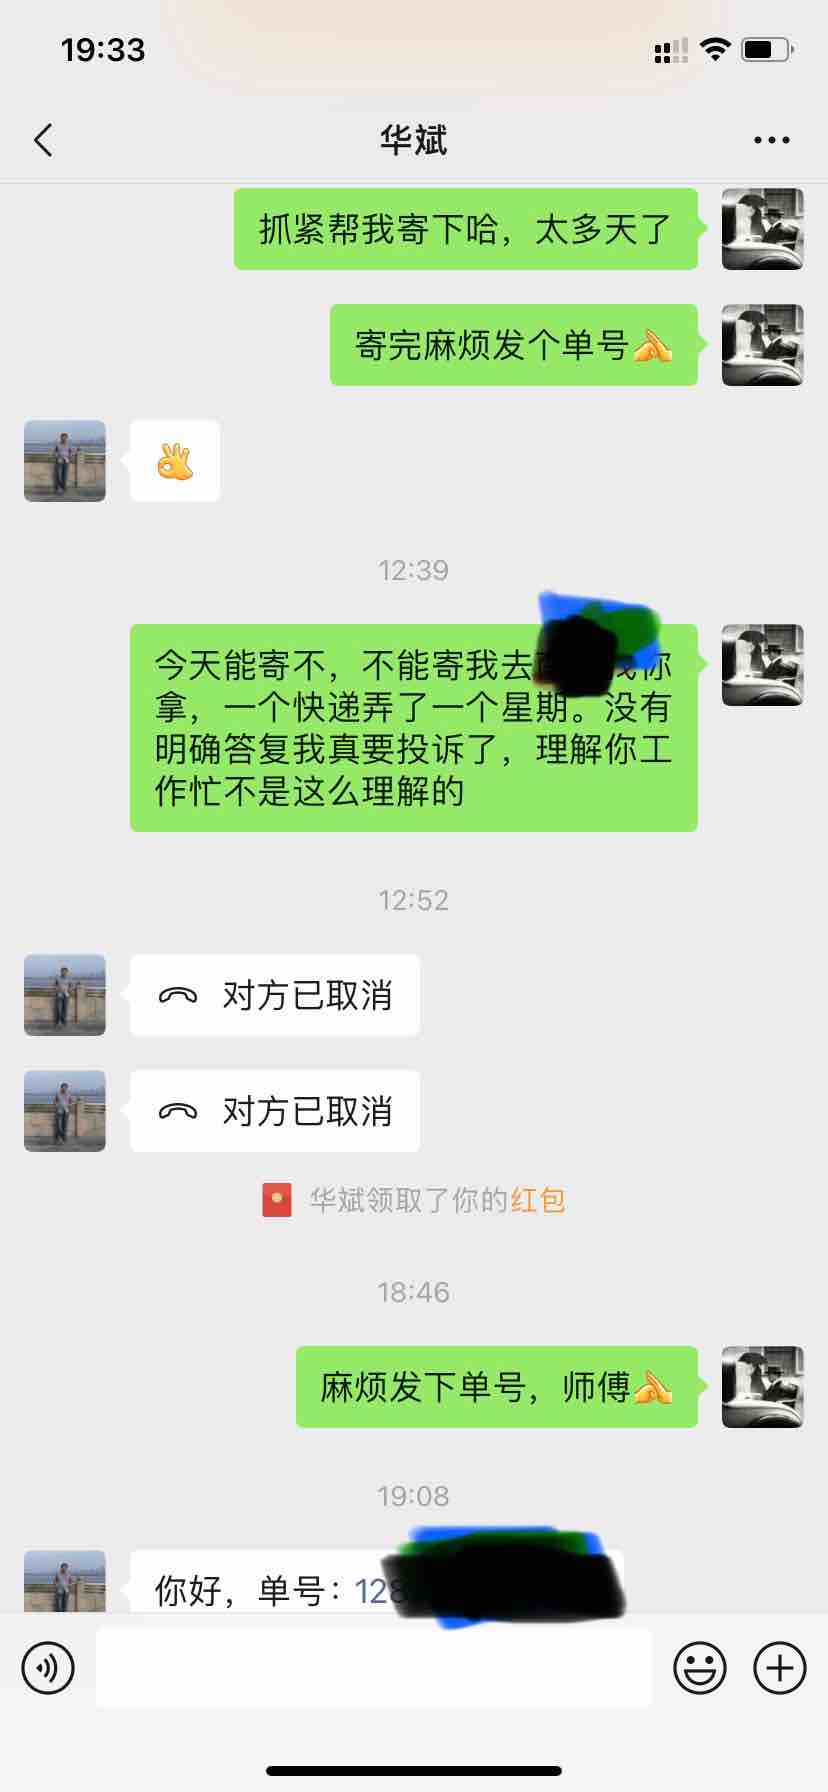 19:33
华斌
抓紧帮我寄下哈，太多天了
寄完麻烦发个单号
12:39
今天能寄不，不能寄我去 你
拿，一个快递弄了一个星期。没有
明确答复我真要投诉了，理解你工
作忙不是这么理解的
12:52
对方已取消
对方已取消
华斌领取了你的红包
18:46
麻烦发下单号，师傅
19:08
你好，单号：128